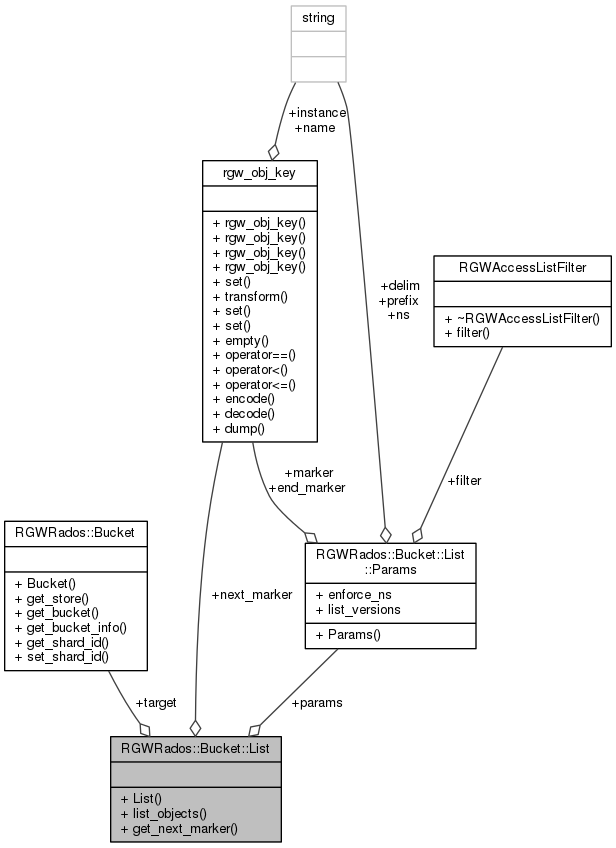 string
+instance
+name
rgw_obj_key
+ rgw_obj_key()
+ rgw_obj_key()
+ rgw_obj_key()
+ rgw_obj_key()
+ set()
+ transform()
+ set()
+ set()
+ empty()
+ operator==()
+ operator<()
+ operator<=()
+ encode()
+ decode()
+ dump()
+delim
+prefix
+ns
RGWAccessListFilter
+ ~RGWAccessListFilter()
+ filter()
+marker
+end_marker
+filter
RGWRados::Bucket
+ Bucket()
+ get_store()
+ get_bucket()
+ get_bucket_info()
+ get_shard_id()
+ set_shard_id()
+next_marker
RGWRados::Bucket::List
::Params
+ enforce_ns
+ list_versions
+ Params()
+target
+params
RGWRados::Bucket::List
+ List()
+ list_objects()
+ get_next_marker()